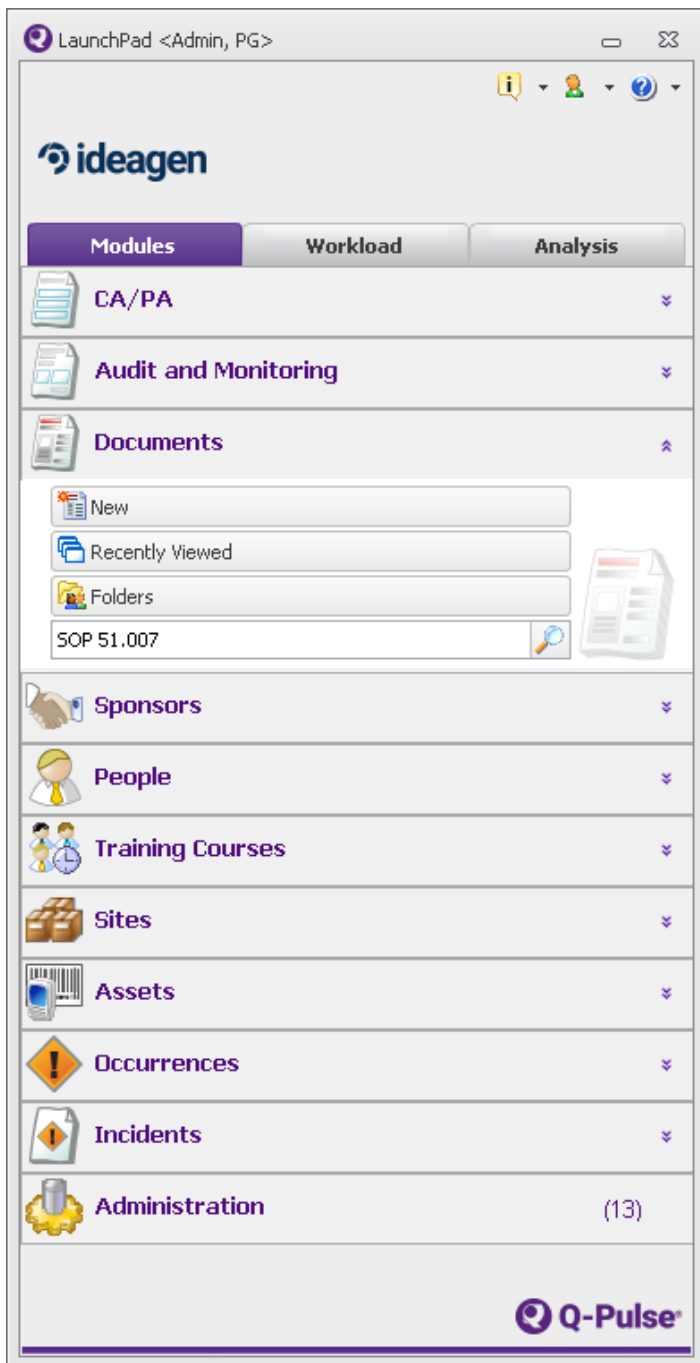 LaunchPad <Admin, PG>
ideagen
Modules Workload Analysis
CA/PA
Audit and Monitoring
Documents
New
Recently Viewed
Folders
SOP 51.007
Sponsors
People
Training Courses
Sites
Assets
Occurrences
Incidents
Administration (13)
Q-Pulse®